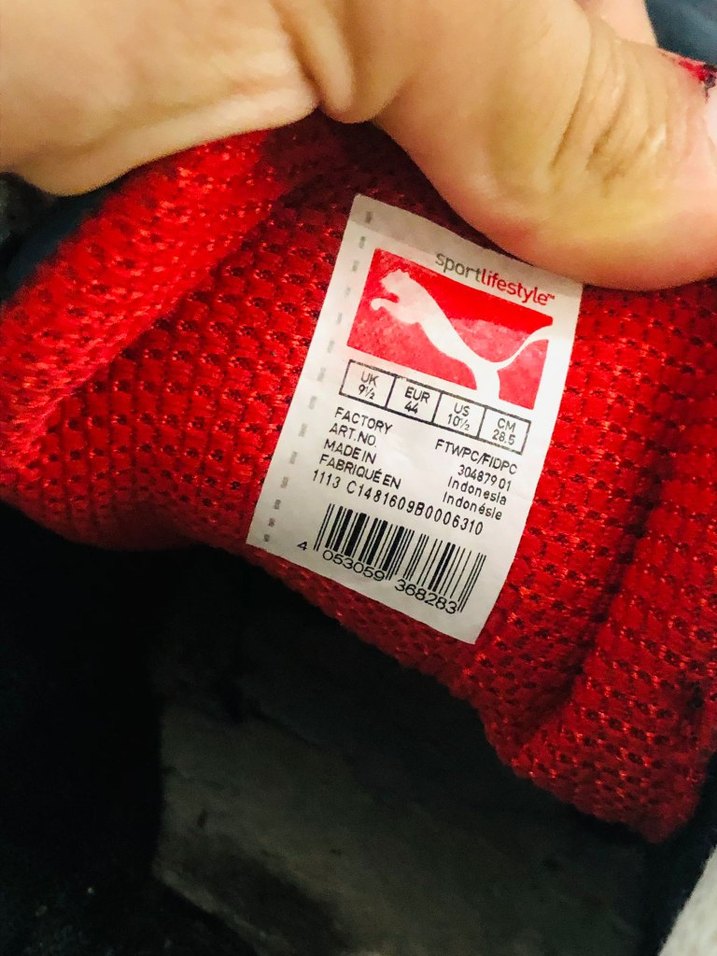 sportlifestyle™
UK EUR US CM
9½ 44 10½ 28.5
FACTORY FTWPC/FIDPC
ART.NO. 304879 01
MADE IN Indonesia
FABRIQUÉ EN Indonésie
1113 C1481609B0006310
4 053059 368283